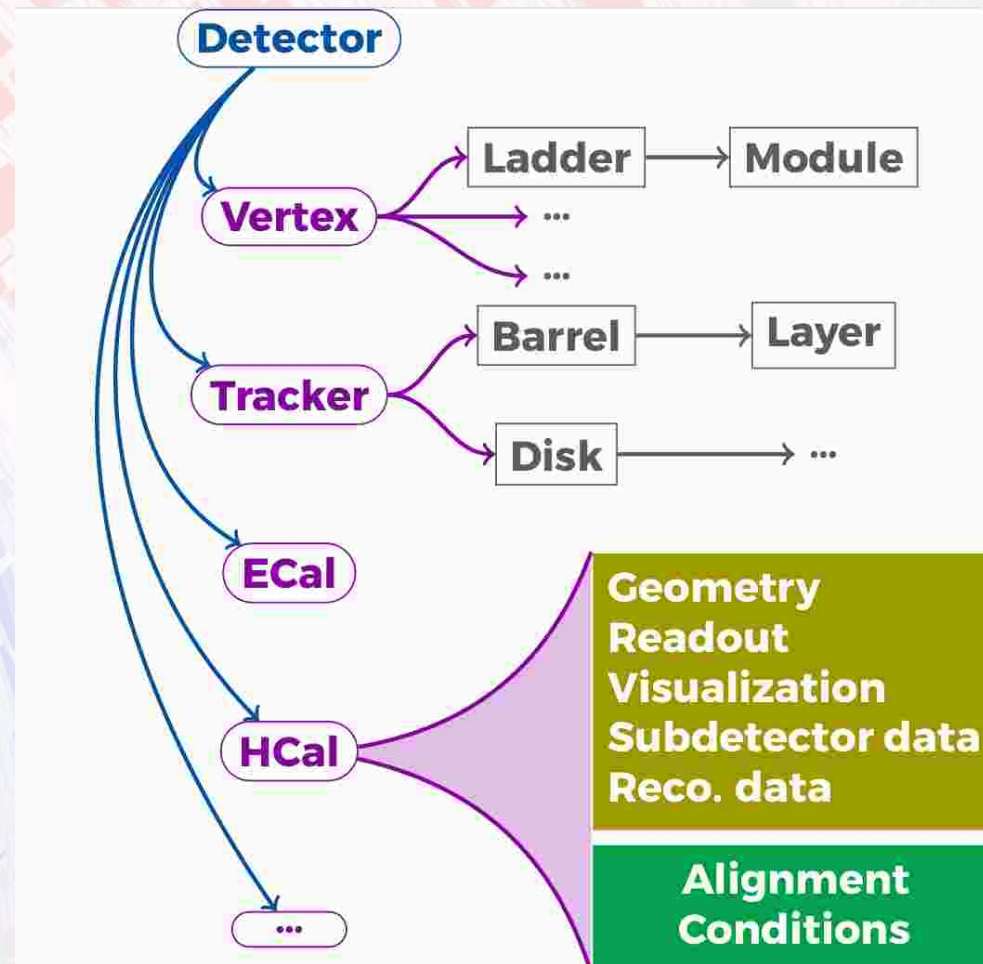 Detector
Ladder
Module
Vertex
...
...
Barrel
Layer
Tracker
Disk
...
ECal
Geometry
Readout
Visualization
Subdetector data
HCal
Reco. data
Alignment
Conditions
...